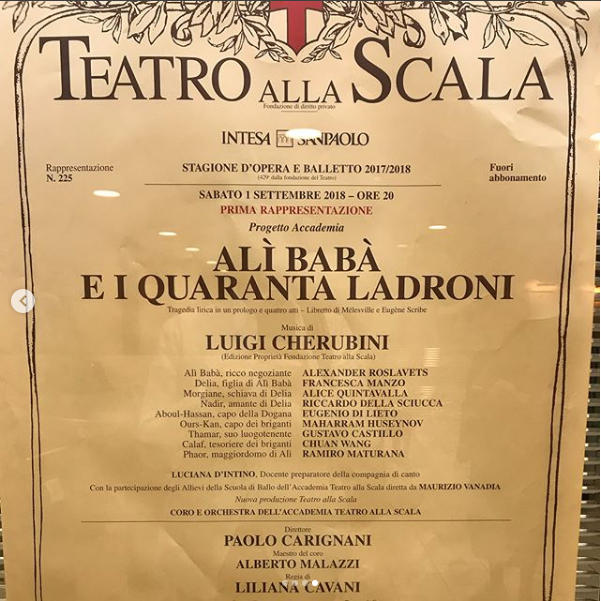 TEATRO ALLA SCALA
Fondazione di diritto privato
INTESA SANPAOLO
Rappresentazione
N. 225
STAGIONE D'OPERA E BALLETTO 2017/2018
(429ª dalla fondazione del Teatro)
Fuori
abbonamento
SABATO 1 SETTEMBRE 2018 – ORE 20
PRIMA RAPPRESENTAZIONE
Progetto Accademia
ALÌ BABÀ
E I QUARANTA LADRONI
Tragedia lirica in un prologo e quattro atti – Libretto di Mélesville e Eugène Scribe
Musica di
LUIGI CHERUBINI
(Edizione Proprietà Fondazione Teatro alla Scala)
Alì Babà, ricco negoziante ALEXANDER ROSLAVETS
Delia, figlia di Alì Babà FRANCESCA MANZO
Morgiane, schiava di Delia ALICE QUINTAVALLA
Nadir, amante di Delia RICCARDO DELLA SCIUCCA
Aboul-Hassan, capo della Dogana EUGENIO DI LIETO
Ours-Kan, capo dei briganti MAHARRAM HUSEYNOV
Thamar, suo luogotenente GUSTAVO CASTILLO
Calaf, tesoriere dei briganti CHUAN WANG
Phaor, maggiordomo di Alì RAMIRO MATURANA
LUCIANA D'INTINO, Docente preparatore della compagnia di canto
Con la partecipazione degli Allievi della Scuola di Ballo dell'Accademia Teatro alla Scala diretta da MAURIZIO VANADIA
Nuova produzione Teatro alla Scala
CORO E ORCHESTRA DELL'ACCADEMIA TEATRO ALLA SCALA
Direttore
PAOLO CARIGNANI
Maestro del coro
ALBERTO MALAZZI
Regia di
LILIANA CAVANI